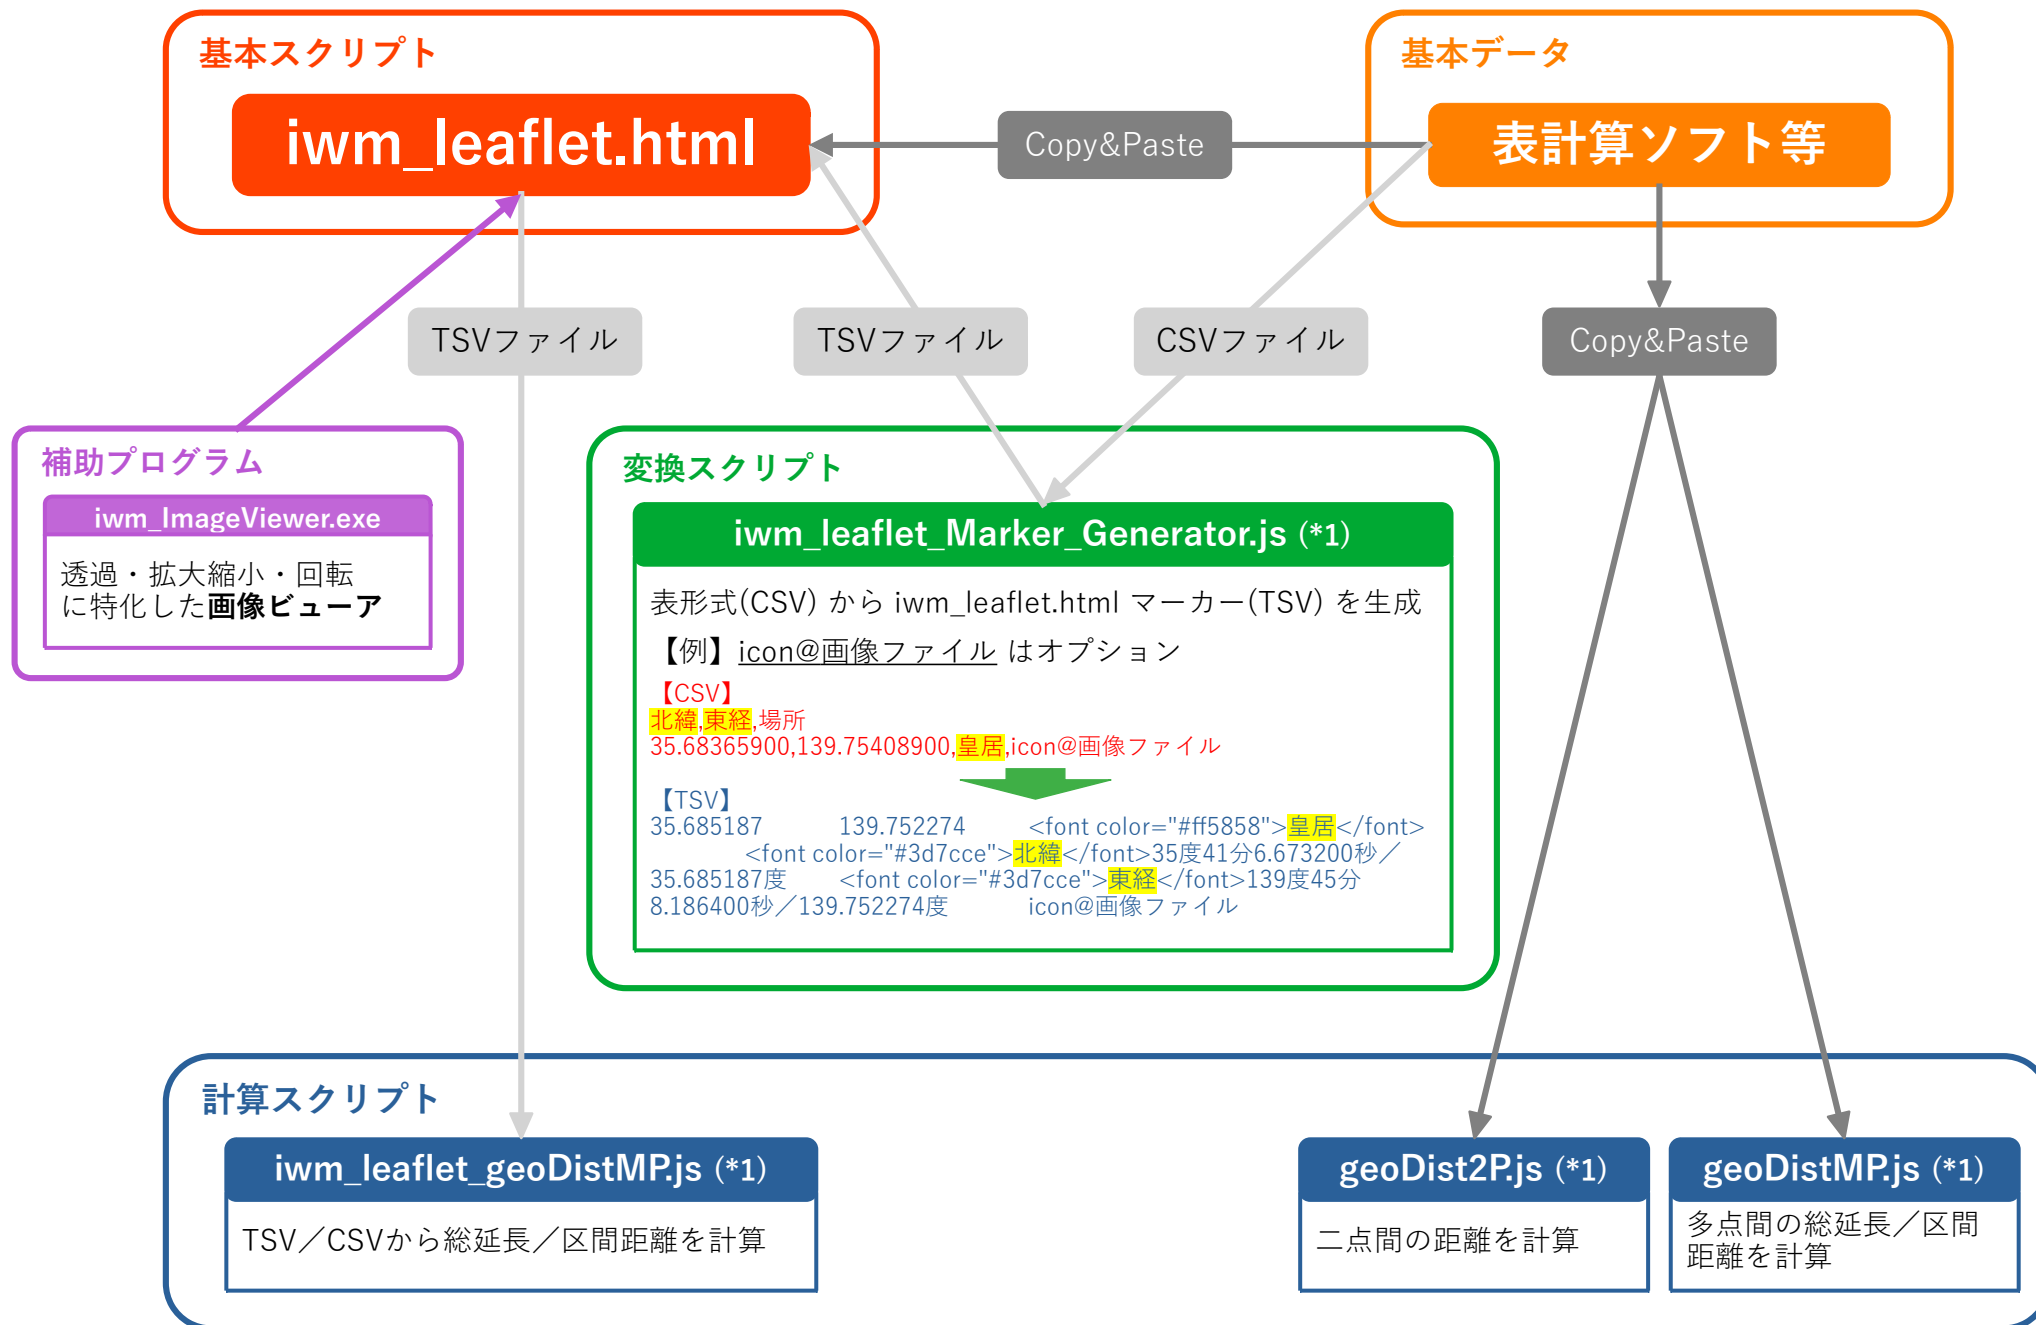 基本スクリプト
iwm_leaflet.html
Copy&Paste
基本データ
表計算ソフト等
TSVファイル
TSVファイル
CSVファイル
Copy&Paste
補助プログラム
iwm_ImageViewer.exe
透過・拡大縮小・回転
に特化した画像ビューア
変換スクリプト
iwm_leaflet_Marker_Generator.js (*1)
表形式(CSV) から iwm_leaflet.html マーカー(TSV) を生成
【例】icon@画像ファイル はオプション
【CSV】
北緯,東経,場所
35.68365900,139.75408900,皇居,icon@画像ファイル
【TSV】
35.685187 139.752274 <font color="#ff5858">皇居</font>
<font color="#3d7cce">北緯</font>35度41分6.673200秒／
35.685187度 <font color="#3d7cce">東経</font>139度45分
8.186400秒／139.752274度 icon@画像ファイル
計算スクリプト
iwm_leaflet_geoDistMP.js (*1)
TSV／CSVから総延長／区間距離を計算
geoDist2P.js (*1)
二点間の距離を計算
geoDistMP.js (*1)
多点間の総延長／区間
距離を計算